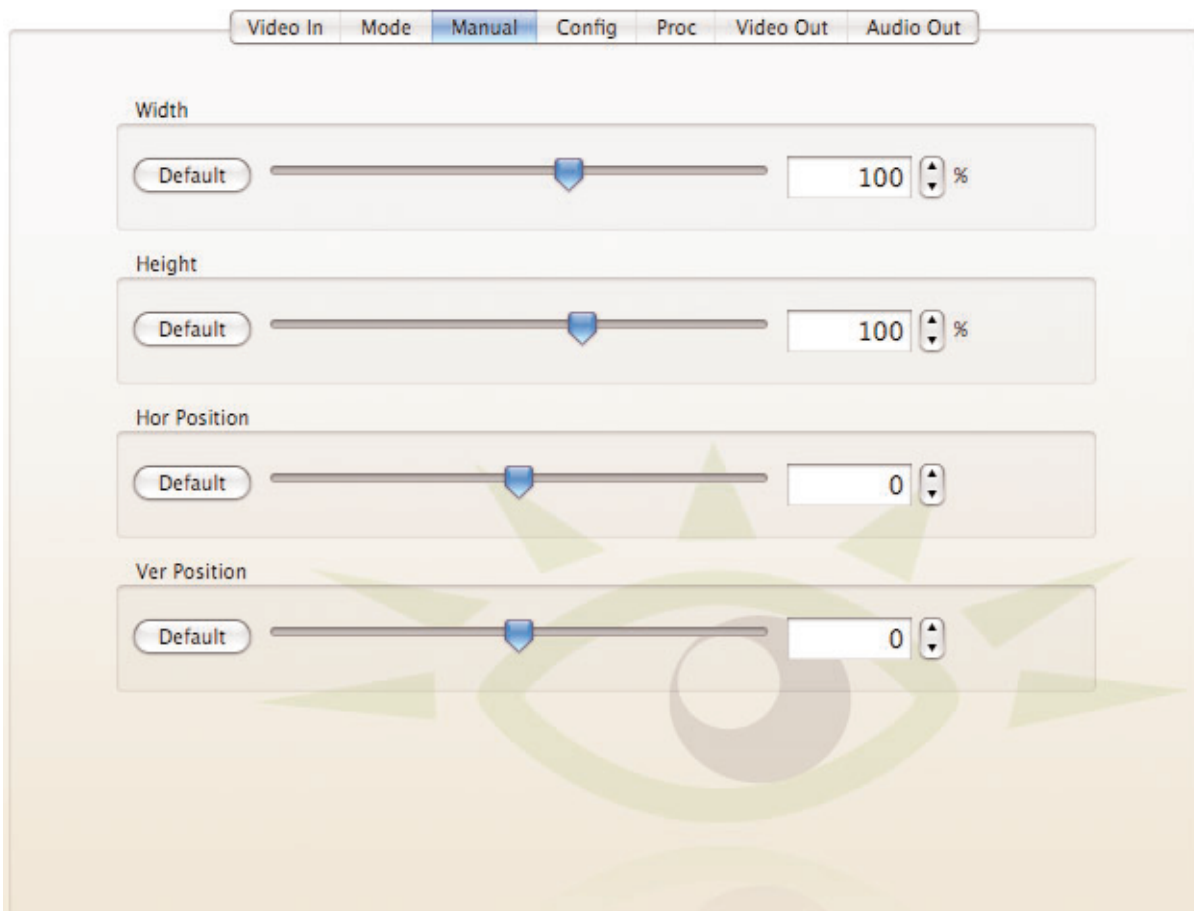 Video In Mode Manual Config Proc Video Out Audio Out
Width
Default 100 %
Height
Default 100 %
Hor Position
Default 0
Ver Position
Default 0